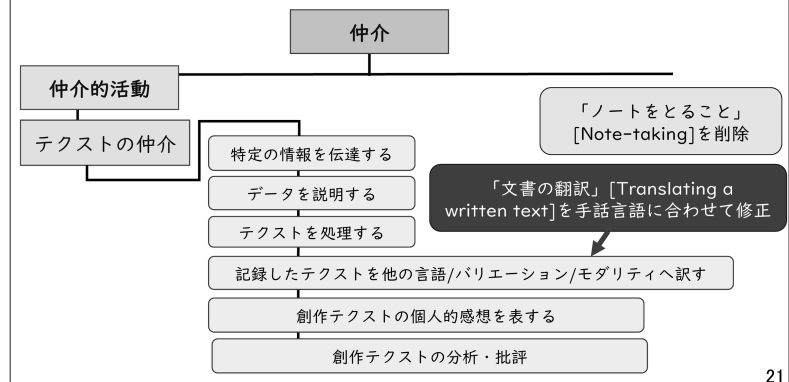 仲介
仲介的活動
テクストの仲介
「ノートをとること」
[Note-taking]を削除
特定の情報を伝達する
データを説明する
テクストを処理する
「文書の翻訳」[Translating a
written text]を手話言語に合わせて修正
記録したテクストを他の言語/バリエーション/モダリティへ訳す
創作テクストの個人的感想を表する
創作テクストの分析・批評
21